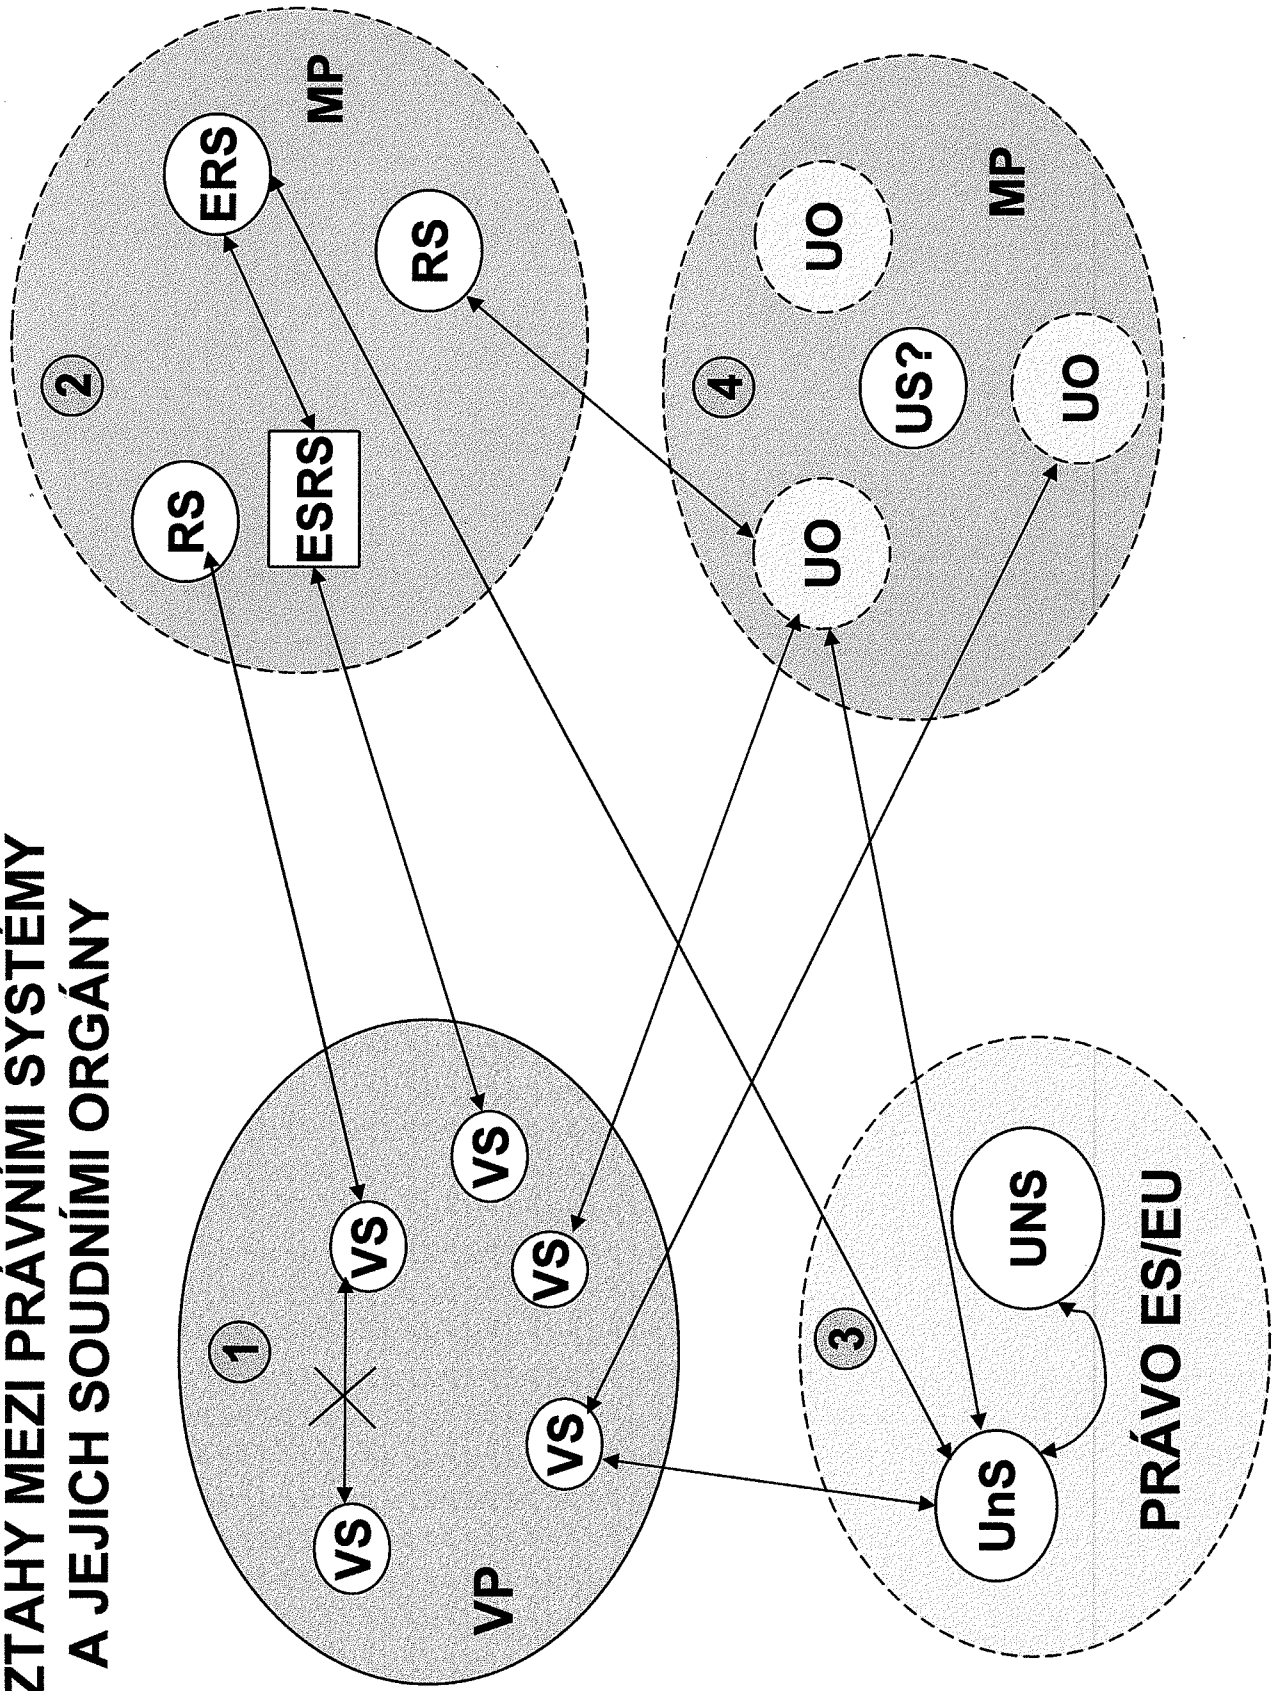 ZTAHY MEZI PRÁVNÍMI SYSTÉMY
A JEJICH SOUDNÍMI ORGÁNY
1
VS
VS
VS
VP
VS
VS
2
RS
ERS
ESRS
MP
RS
3
UnS
UNS
PRÁVO ES/EU
4
UO
UO
US?
MP
UO